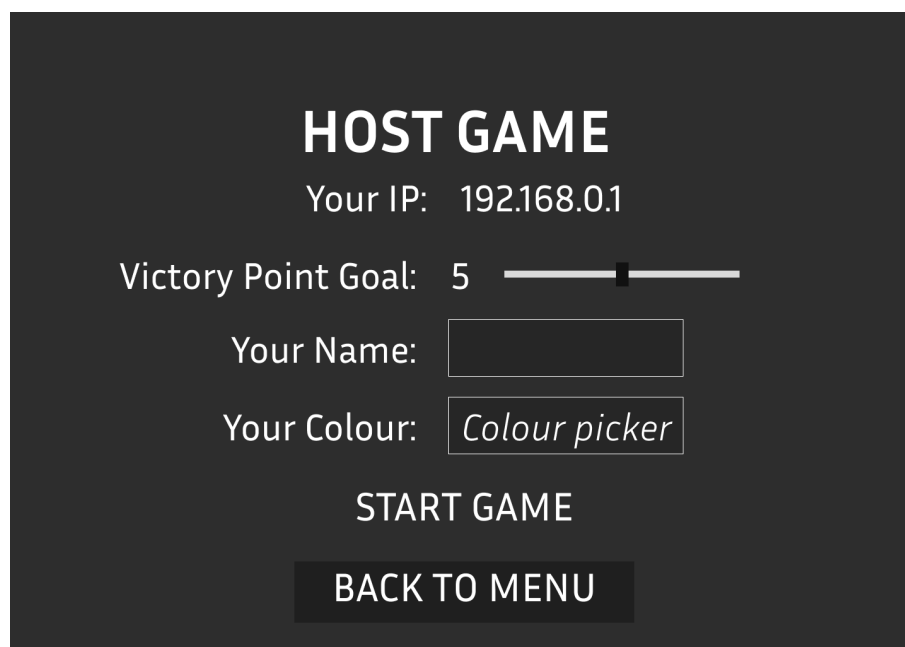 HOST GAME
Your IP: 192.168.0.1
Victory Point Goal: 5
Your Name:
Your Colour: Colour picker
START GAME
BACK TO MENU